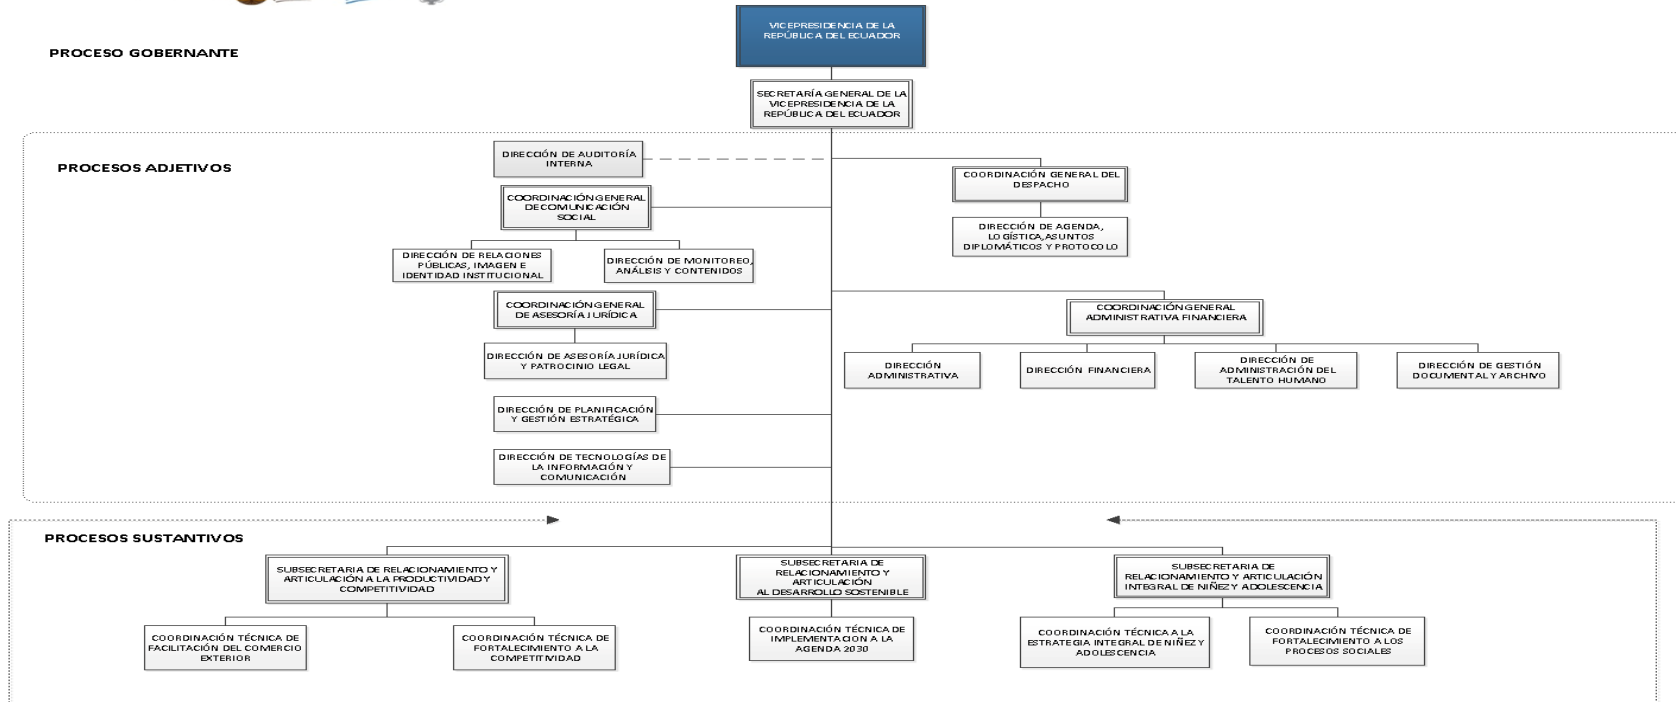 VICEPRESIDENCIA DE LA
REPÚBLICA DEL ECUADOR
PROCESO GOBERNANTE
SECRETARÍA GENERAL DE LA
VICEPRESIDENCIA DE LA
REPÚBLICA DEL ECUADOR
PROCESOS ADJETIVOS
DIRECCIÓN DE AUDITORÍA
INTERNA
COORDINACIÓN GENERAL DEL
DESPACHO
COORDINACIÓN GENERAL
DE COMUNICACIÓN
SOCIAL
DIRECCIÓN DE AGENDA,
LOGÍSTICA,ASUNTOS
DIPLOMÁTICOS Y PROTOCOLO
DIRECCIÓN DE RELACIONES
PÚBLICAS, IMAGEN E
IDENTIDAD INSTITUCIONAL
DIRECCIÓN DE MONITOREO,
ANÁLISIS Y CONTENIDOS
COORDINACIÓN GENERAL
DE ASESORÍA JURÍDICA
COORDINACIÓN GENERAL
ADMINISTRATIVA FINANCIERA
DIRECCIÓN DE ASESORÍA JURÍDICA
Y PATROCINIO LEGAL
DIRECCIÓN
ADMINISTRATIVA
DIRECCIÓN FINANCIERA
DIRECCIÓN DE
ADMINISTRACIÓN DEL
TALENTO HUMANO
DIRECCIÓN DE GESTIÓN
DOCUMENTAL Y ARCHIVO
DIRECCIÓN DE PLANIFICACIÓN
Y GESTIÓN ESTRATÉGICA
DIRECCIÓN DE TECNOLOGÍAS DE
LA INFORMACIÓN Y
COMUNICACIÓN
PROCESOS SUSTANTIVOS
SUBSECRETARIA DE RELACIONAMIENTO Y
ARTICULACIÓN A LA PRODUCTIVIDAD Y
COMPETITIVIDAD
SUBSECRETARIA DE
RELACIONAMIENTO Y
ARTICULACIÓN
AL DESARROLLO SOSTENIBLE
SUBSECRETARIA DE
RELACIONAMIENTO Y ARTICULACIÓN
INTEGRAL DE NIÑEZ Y ADOLESCENCIA
COORDINACIÓN TÉCNICA DE
FACILITACIÓN DEL COMERCIO
EXTERIOR
COORDINACIÓN TÉCNICA DE
FORTALECIMIENTO A LA
COMPETITIVIDAD
COORDINACIÓN TÉCNICA DE
IMPLEMENTACION A LA
AGENDA 2030
COORDINACIÓN TÉCNICA A LA
ESTRATEGIA INTEGRAL DE NIÑEZ Y
ADOLESCENCIA
COORDINACIÓN TÉCNICA DE
FORTALECIMIENTO A LOS
PROCESOS SOCIALES